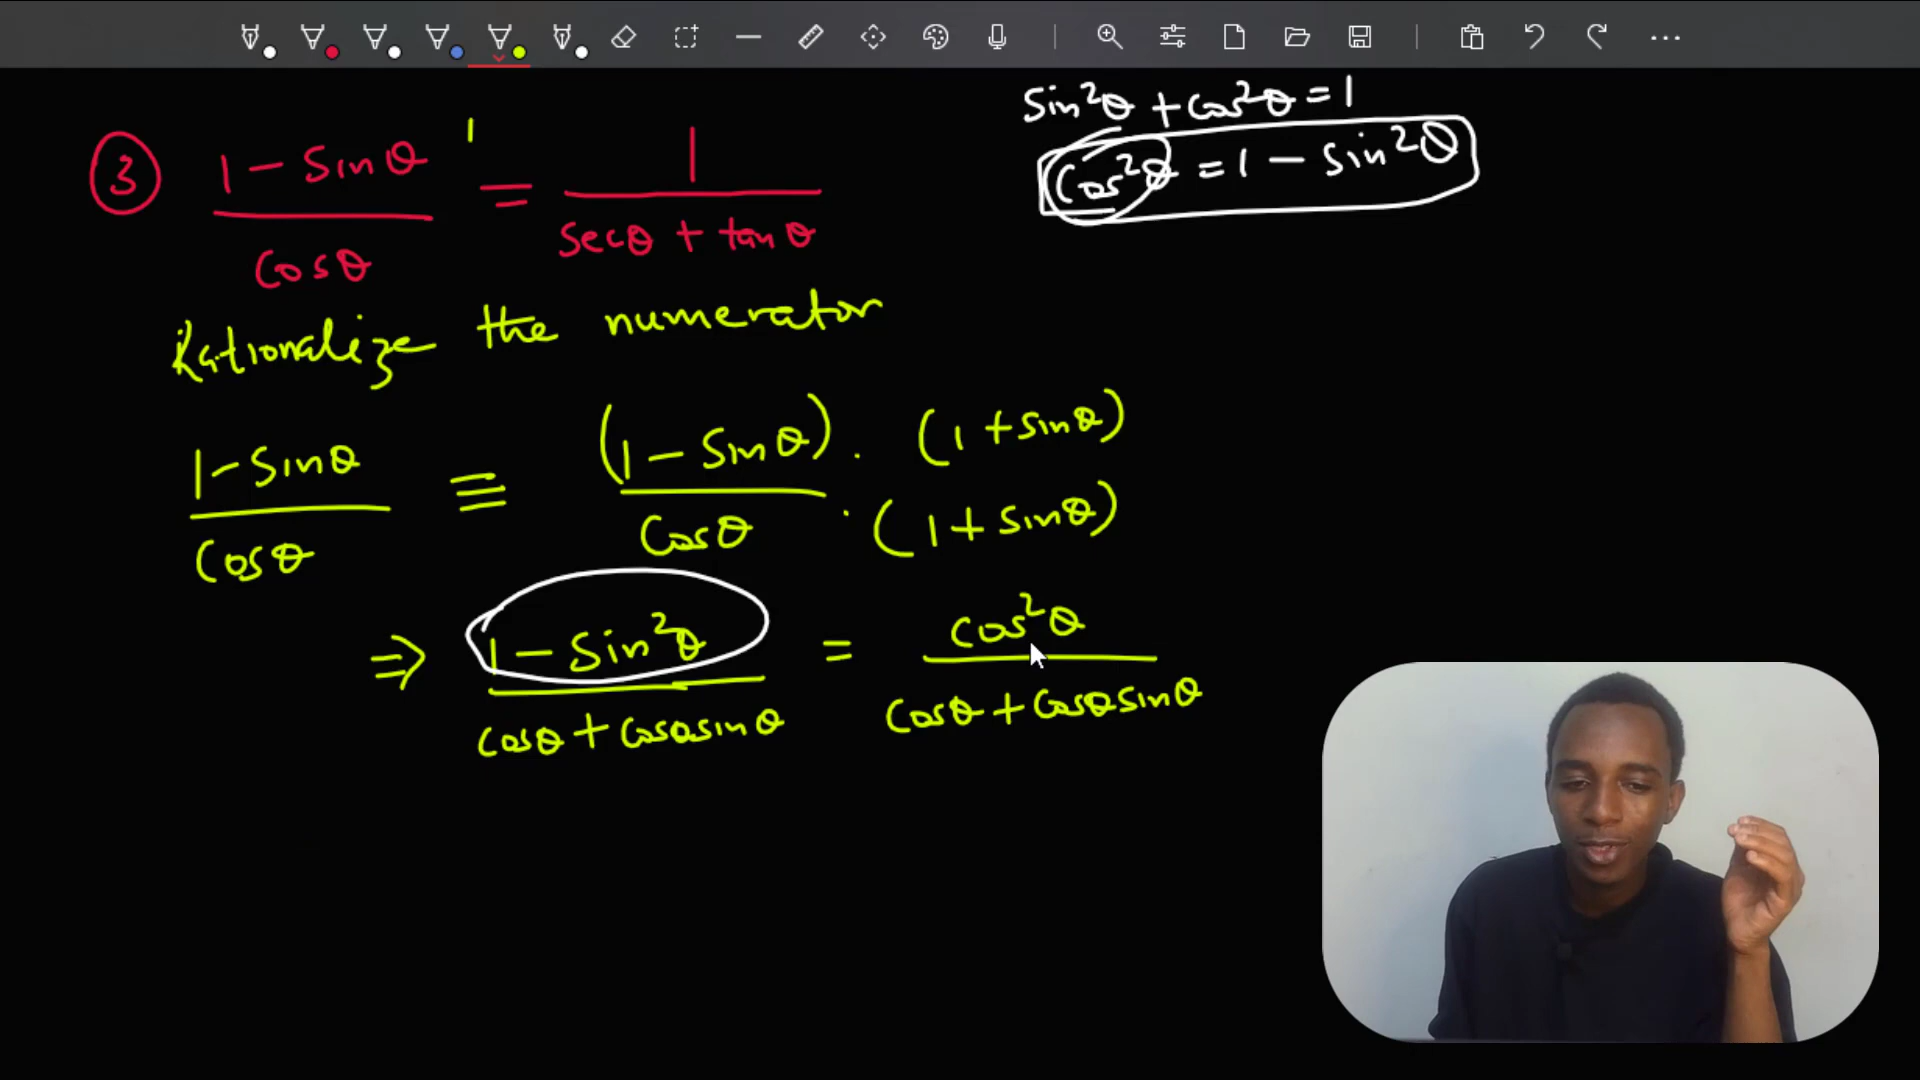 sin²θ + cos²θ = 1
cos²θ = 1 - sin²θ
③ (1 - sinθ)/cosθ = 1/(secθ + tanθ)
Rationalize the numerator
(1 - sinθ)/cosθ ≡ (1 - sinθ) . (1 + sinθ)/cosθ . (1 + sinθ)
⇒ (1 - sin²θ)/(cosθ + cosθsinθ) = cos²θ/(cosθ + cosθsinθ)